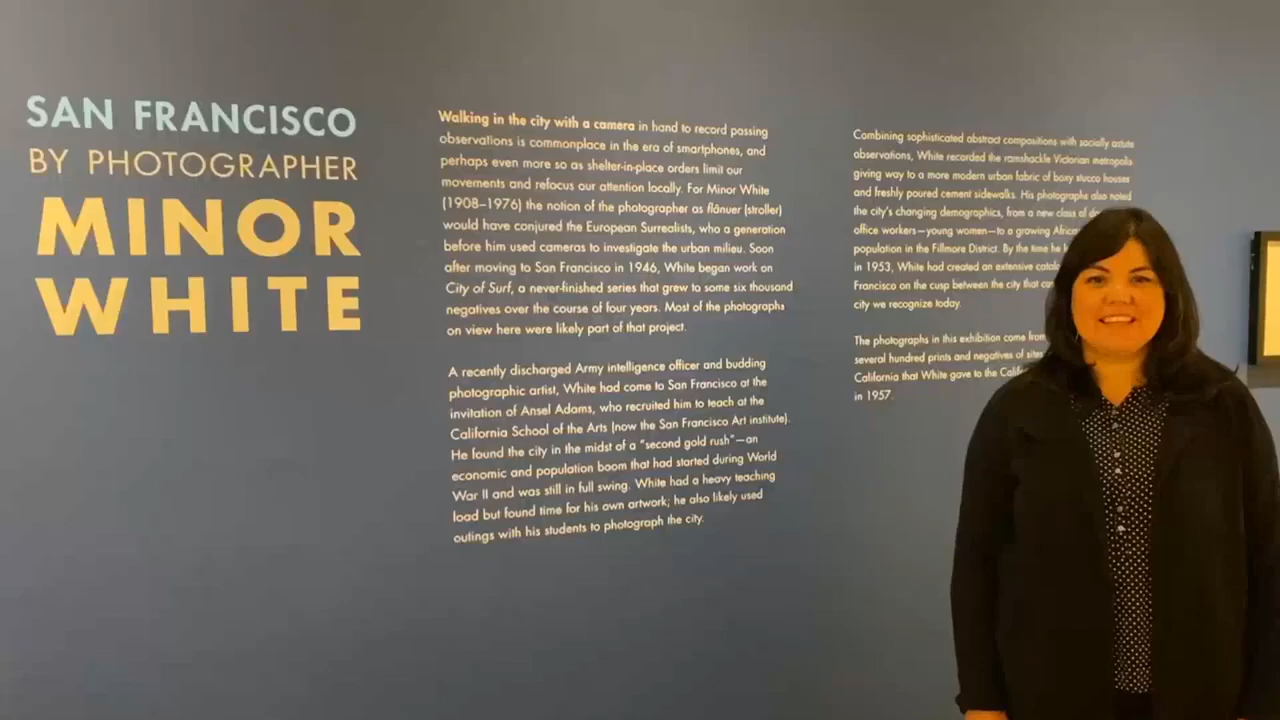 SAN FRANCISCO
BY PHOTOGRAPHER
MINOR
WHITE
Walking in the city with a camera in hand to record passing
observations is commonplace in the era of smartphones, and
perhaps even more so as shelter-in-place orders limit our
movements and refocus our attention locally. For Minor White
(1908–1976) the notion of the photographer as flânuer (stroller)
would have conjured the European Surrealists, who a generation
before him used cameras to investigate the urban milieu. Soon
after moving to San Francisco in 1946, White began work on
City of Surf, a never-finished series that grew to some six thousand
negatives over the course of four years. Most of the photographs
on view here were likely part of that project.
A recently discharged Army intelligence officer and budding
photographic artist, White had come to San Francisco at the
invitation of Ansel Adams, who recruited him to teach at the
California School of the Arts (now the San Francisco Art institute).
He found the city in the midst of a "second gold rush"—an
economic and population boom that had started during World
War II and was still in full swing. White had a heavy teaching
load but found time for his own artwork; he also likely used
outings with his students to photograph the city.
Combining sophisticated abstract compositions with socially astute
observations, White recorded the ramshackle Victorian metropolis
giving way to a more modern urban fabric of boxy stucco houses
and freshly poured cement sidewalks. His photographs also noted
the city's changing demographics, from a new class of
office workers—young women—to a growing
population in the Fillmore District. By the time he
in 1953, White had created an extensive
Francisco on the cusp between the city that
city we recognize today.
The photographs in this exhibition come from
several hundred prints and negatives of sites
California that White gave to the
in 1957.